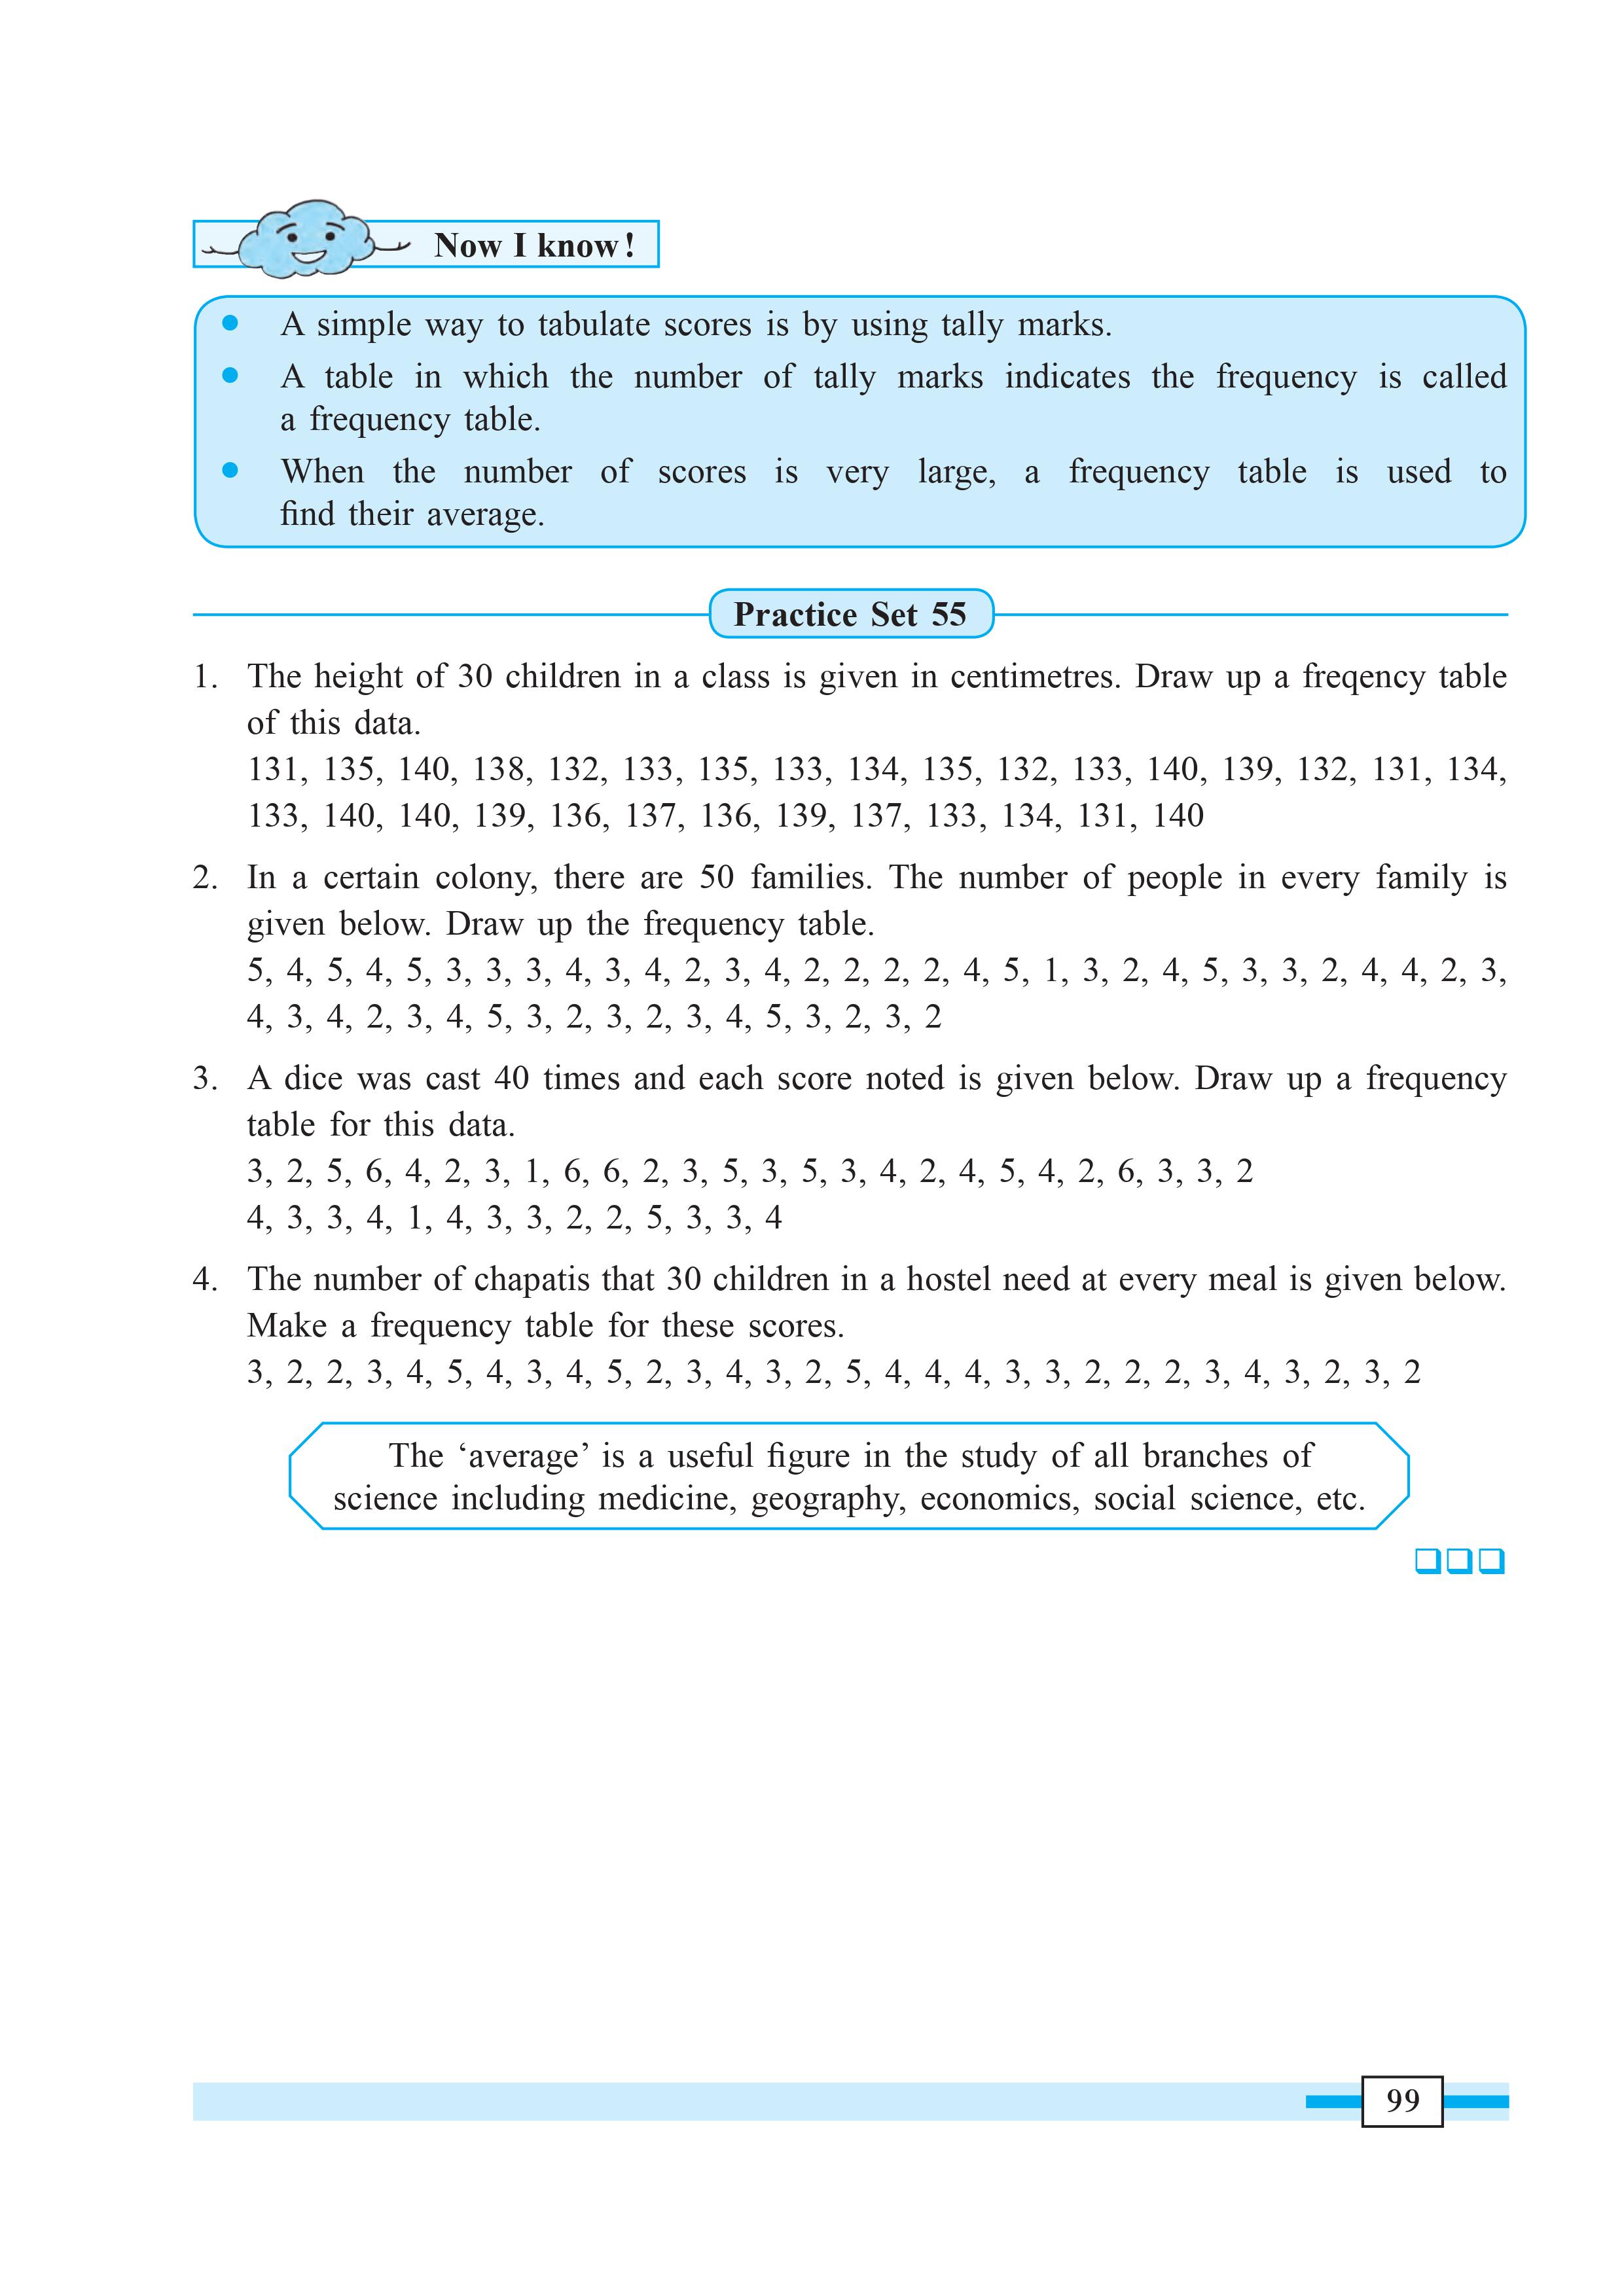 Now I know!
• A simple way to tabulate scores is by using tally marks.
• A table in which the number of tally marks indicates the frequency is called
a frequency table.
• When the number of scores is very large, a frequency table is used to
find their average.
Practice Set 55
1. The height of 30 children in a class is given in centimetres. Draw up a freqency table
of this data.
131, 135, 140, 138, 132, 133, 135, 133, 134, 135, 132, 133, 140, 139, 132, 131, 134,
133, 140, 140, 139, 136, 137, 136, 139, 137, 133, 134, 131, 140
2. In a certain colony, there are 50 families. The number of people in every family is
given below. Draw up the frequency table.
5, 4, 5, 4, 5, 3, 3, 3, 4, 3, 4, 2, 3, 4, 2, 2, 2, 2, 4, 5, 1, 3, 2, 4, 5, 3, 3, 2, 4, 4, 2, 3,
4, 3, 4, 2, 3, 4, 5, 3, 2, 3, 2, 3, 4, 5, 3, 2, 3, 2
3. A dice was cast 40 times and each score noted is given below. Draw up a frequency
table for this data.
3, 2, 5, 6, 4, 2, 3, 1, 6, 6, 2, 3, 5, 3, 5, 3, 4, 2, 4, 5, 4, 2, 6, 3, 3, 2
4, 3, 3, 4, 1, 4, 3, 3, 2, 2, 5, 3, 3, 4
4. The number of chapatis that 30 children in a hostel need at every meal is given below.
Make a frequency table for these scores.
3, 2, 2, 3, 4, 5, 4, 3, 4, 5, 2, 3, 4, 3, 2, 5, 4, 4, 4, 3, 3, 2, 2, 2, 3, 4, 3, 2, 3, 2
The ‘average’ is a useful figure in the study of all branches of
science including medicine, geography, economics, social science, etc.
99